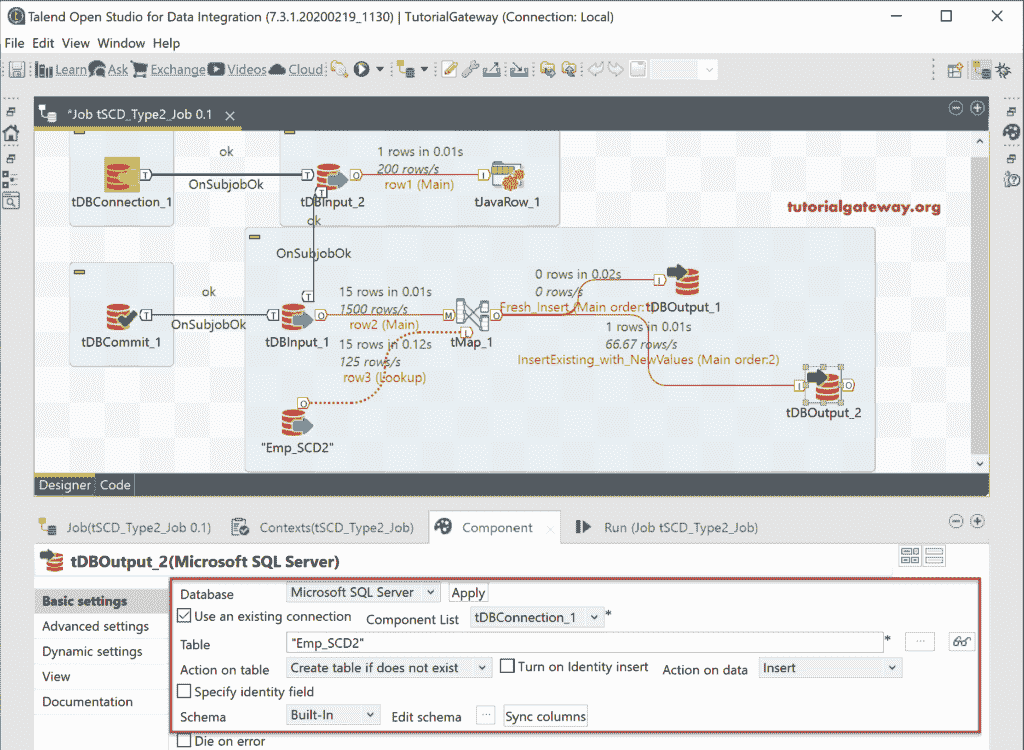 Talend Open Studio for Data Integration (7.3.1.20200219_1130) | TutorialGateway (Connection: Local)
File Edit View Window Help
Learn Ask Exchange Videos Cloud
*Job tSCD_Type2_Job 0.1
ok
1 rows in 0.01s
200 rows/s
row1 (Main)
OnSubjobOk
tDBConnection_1
tDBInput_2
tJavaRow_1
tutorialgateway.org
ok
OnSubjobOk
0 rows in 0.02s
0 rows/s
ok
15 rows in 0.01s
1500 rows/s
Fresh_Insert (Main order: tDBOutput_1
OnSubjobOk
row2 (Main)
1 rows in 0.01s
tDBCommit_1
tDBInput_1
15 rows in 0.12s
tMap_1
66.67 rows/s
125 rows/s
InsertExisting_with_NewValues (Main order:2)
row3 (Lookup)
tDBOutput_2
"Emp_SCD2"
Designer Code
Job(tSCD_Type2_Job 0.1) Contexts(tSCD_Type2_Job) Component Run (Job tSCD_Type2_Job)
tDBOutput_2(Microsoft SQL Server)
Basic settings
Advanced settings
Dynamic settings
View
Documentation
Database Microsoft SQL Server Apply
Use an existing connection Component List tDBConnection_1 *
Table "Emp_SCD2" * ...
Action on table Create table if does not exist Turn on Identity insert Action on data Insert
Specify identity field
Schema Built-In Edit schema ... Sync columns
Die on error